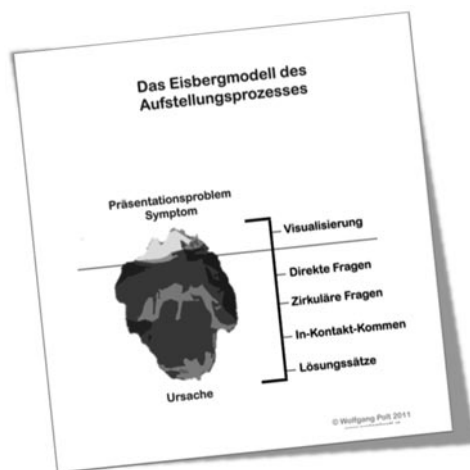 Das Eisbergmodell des
Aufstellungsprozesses
Präsentationsproblem
Symptom
Visualisierung
Direkte Fragen
Zirkuläre Fragen
In-Kontakt-Kommen
Lösungssätze
Ursache
© Wolfgang Polt 2011